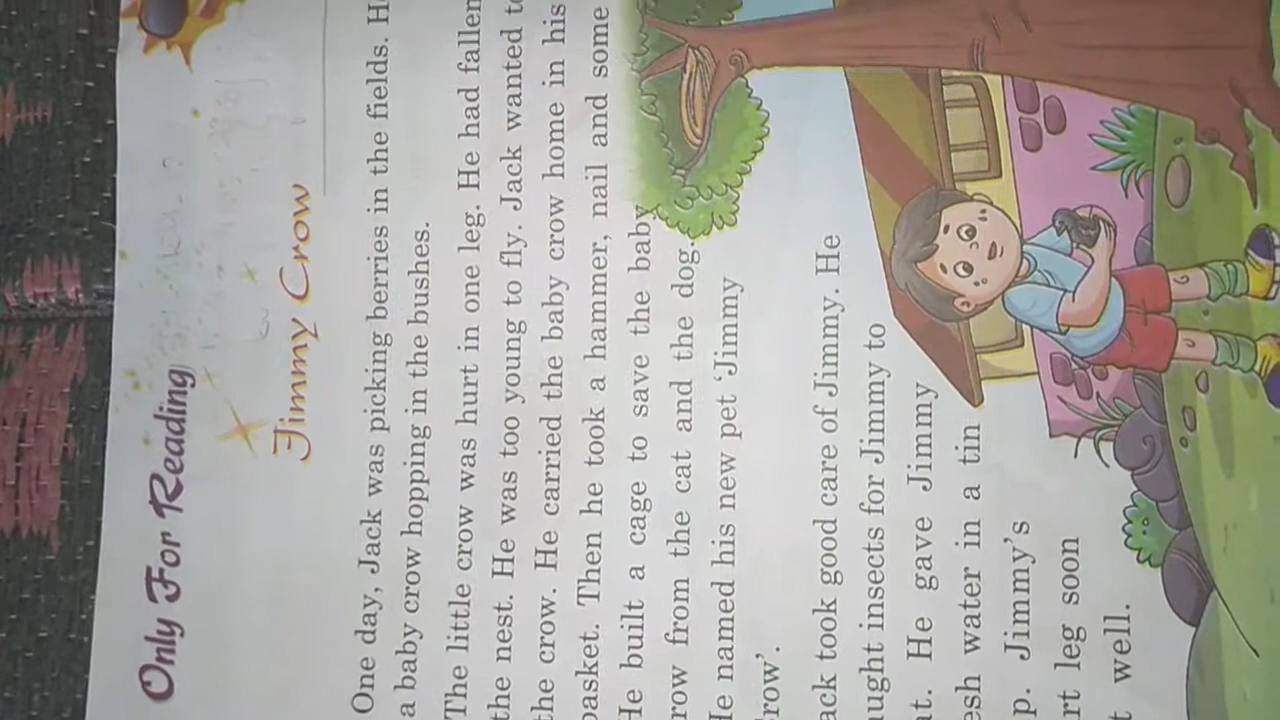 Only For Reading
Jimmy Crow
One day, Jack was picking berries in the fields. He
a baby crow hopping in the bushes.
The little crow was hurt in one leg. He had fallen
the nest. He was too young to fly. Jack wanted to
the crow. He carried the baby crow home in his
basket. Then he took a hammer, nail and some
He built a cage to save the baby
row from the cat and the dog.
He named his new pet ‘Jimmy
row’.
ack took good care of Jimmy. He
aught insects for Jimmy to
at. He gave Jimmy
esh water in a tin
p. Jimmy’s
rt leg soon
t well.